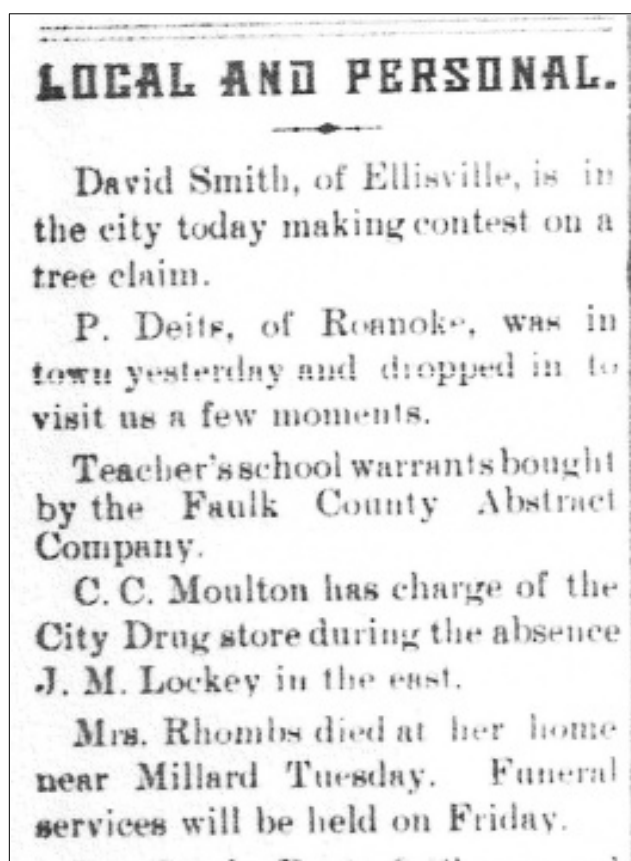 LOCAL AND PERSONAL.
David Smith, of Ellisville, is in
the city today making contest on a
tree claim.
P. Deits, of Roanoke, was in
town yesterday and dropped in to
visit us a few moments.
Teacher's school warrants bought
by the Faulk County Abstract
Company.
C. C. Moulton has charge of the
City Drug store during the absence
J. M. Lockey in the east.
Mrs. Rhombs died at her home
near Millard Tuesday. Funeral
services will be held on Friday.